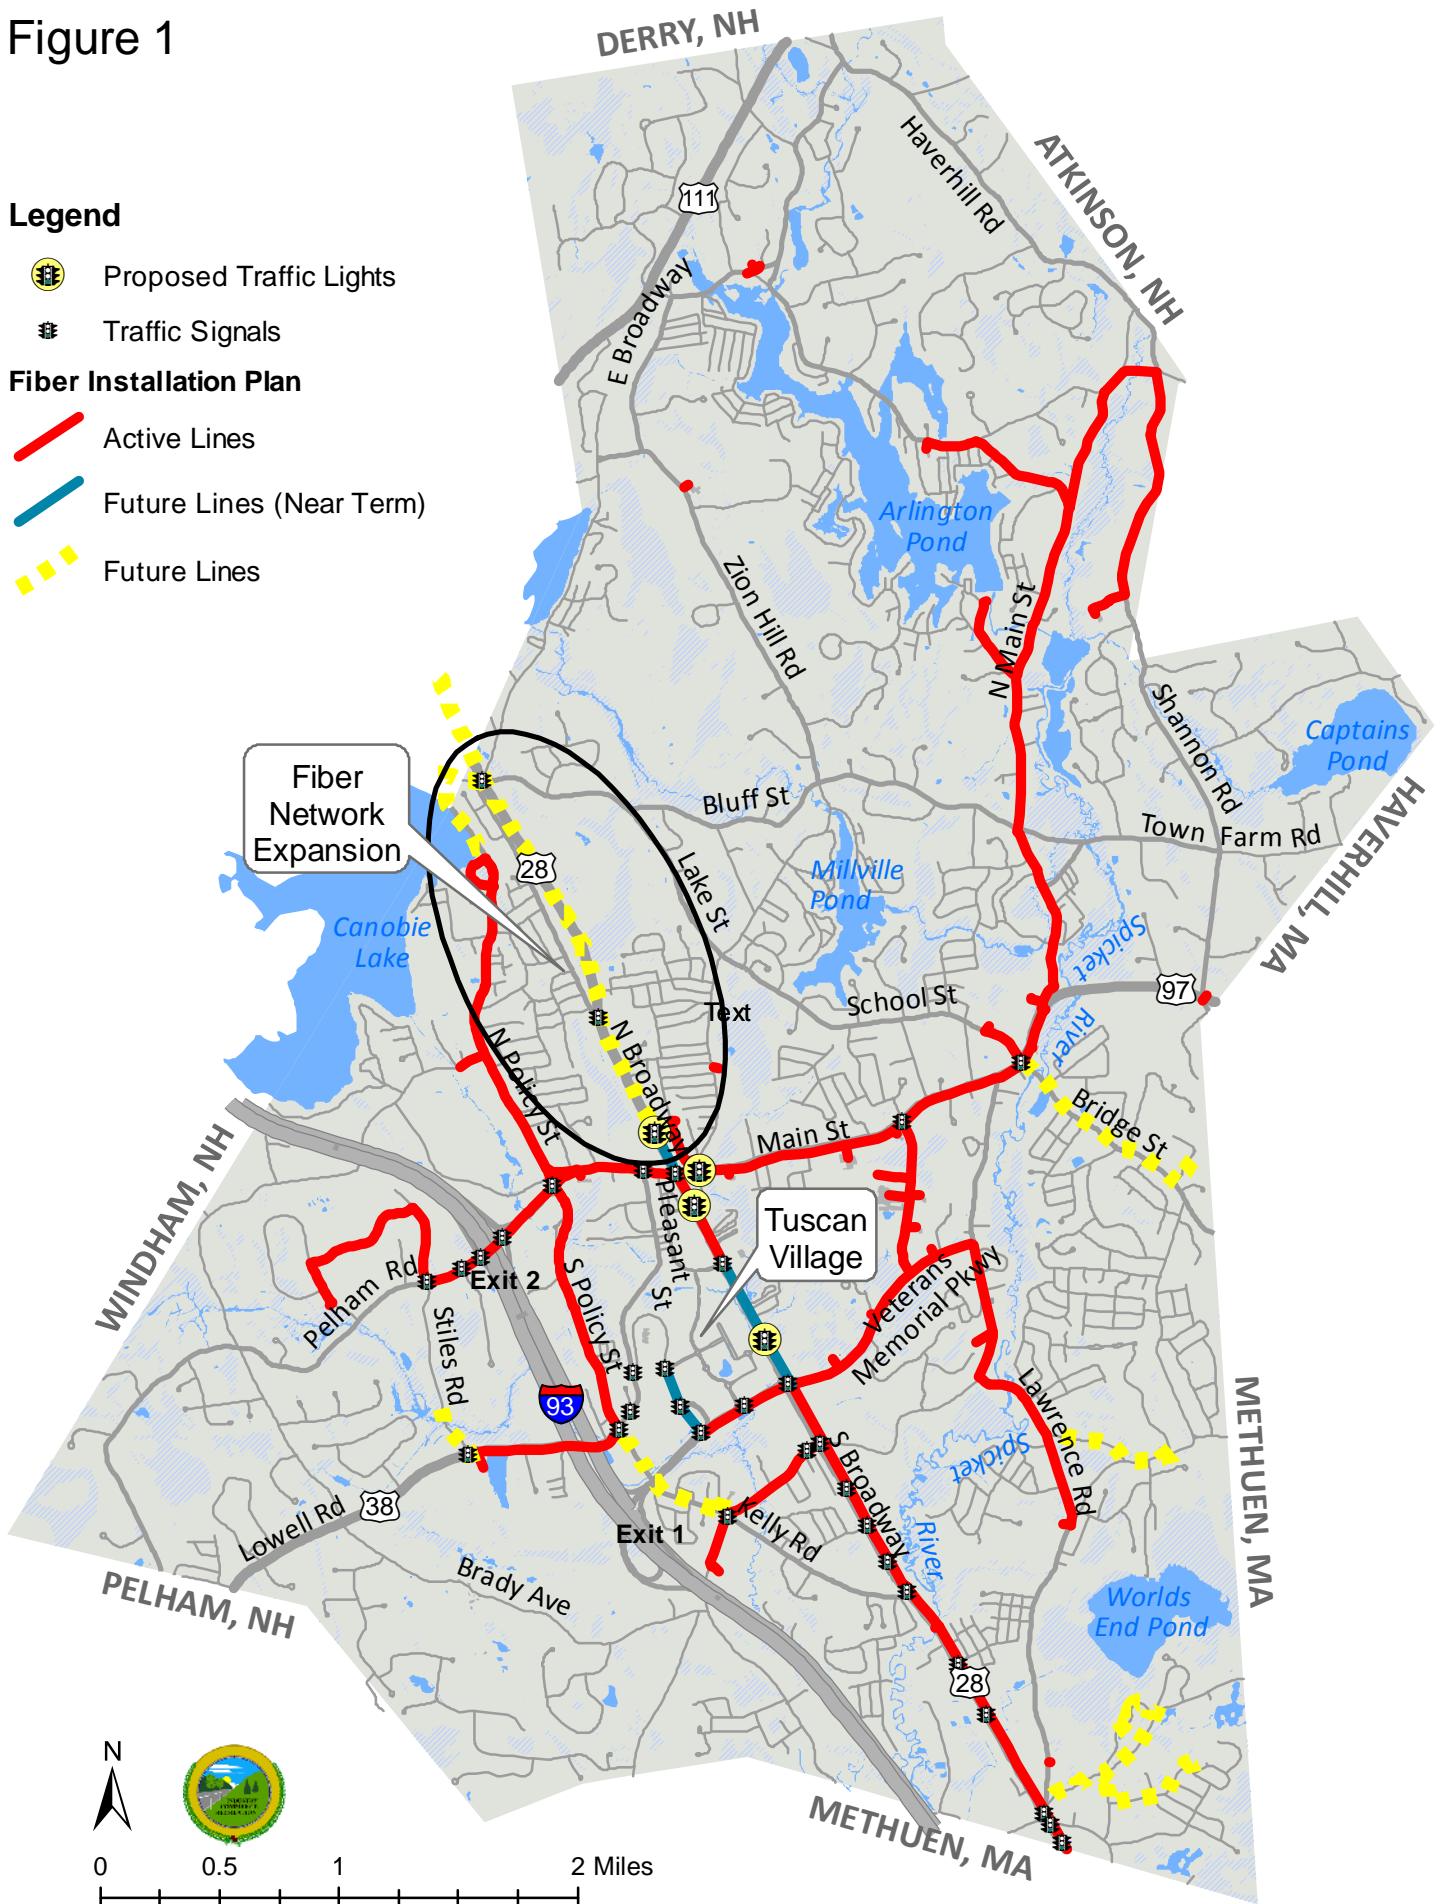 Figure 1
DERRY, NH
Haverhill Rd
ATKINSON, NH
111
Legend
Proposed Traffic Lights
Traffic Signals
Fiber Installation Plan
Active Lines
Future Lines (Near Term)
Future Lines
E Broadway
Arlington
Pond
Zion Hill Rd
N Main St
Shannon Rd
Captains
Pond
Fiber
Network
Expansion
Bluff St
Town Farm Rd
HAVERHILL, MA
28
Lake St
Millville
Pond
Canobie
Lake
Spicket
River
97
School St
Text
N Broadway
N Policy St
Bridge St
Main St
WINDHAM, NH
Pleasant St
Tuscan
Village
Pelham Rd
Exit 2
S Policy St
Veterans
Memorial Pkwy
Stiles Rd
93
Lawrence Rd
METHUEN, MA
Spicket
River
S Broadway
Lowell Rd
38
Exit 1
Kelly Rd
Brady Ave
PELHAM, NH
Worlds
End Pond
28
METHUEN, MA
N
0 0.5 1 2 Miles